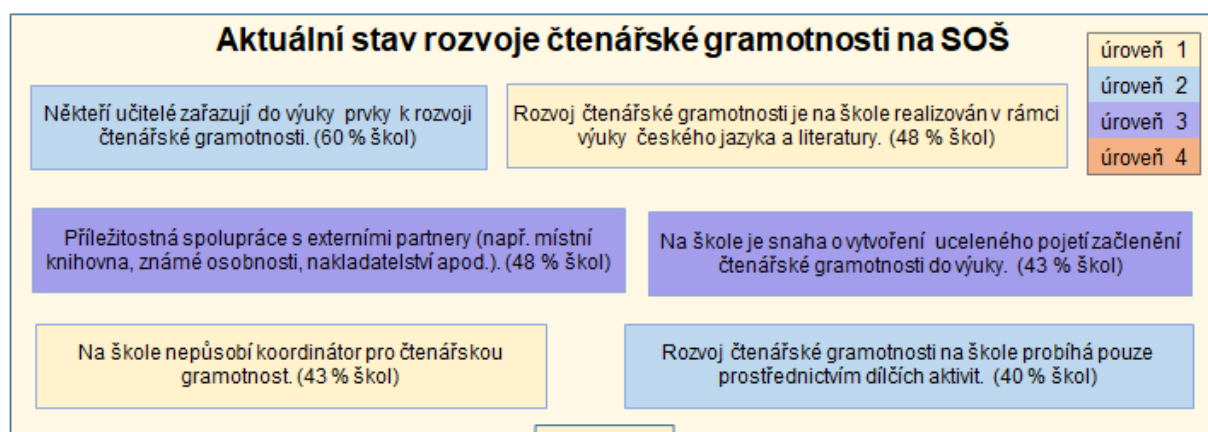 Aktuální stav rozvoje čtenářské gramotnosti na SOŠ
úroveň 1
úroveň 2
úroveň 3
úroveň 4
Někteří učitelé zařazují do výuky prvky k rozvoji
čtenářské gramotnosti. (60 % škol)
Rozvoj čtenářské gramotnosti je na škole realizován v rámci
výuky českého jazyka a literatury. (48 % škol)
Příležitostná spolupráce s externími partnery (např. místní
knihovna, známé osobnosti, nakladatelství apod.). (48 % škol)
Na škole je snaha o vytvoření uceleného pojetí začlenění
čtenářské gramotnosti do výuky. (43 % škol)
Na škole nepůsobí koordinátor pro čtenářskou
gramotnost. (43 % škol)
Rozvoj čtenářské gramotnosti na škole probíhá pouze
prostřednictvím dílčích aktivit. (40 % škol)